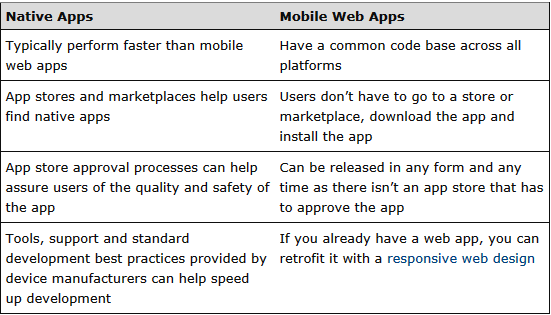 Native Apps
Mobile Web Apps
Typically perform faster than mobile
web apps
Have a common code base across all
platforms
App stores and marketplaces help users
find native apps
Users don’t have to go to a store or
marketplace, download the app and
install the app
App store approval processes can help
assure users of the quality and safety of
the app
Can be released in any form and any
time as there isn’t an app store that has
to approve the app
Tools, support and standard
development best practices provided by
device manufacturers can help speed
up development
If you already have a web app, you can
retrofit it with a responsive web design